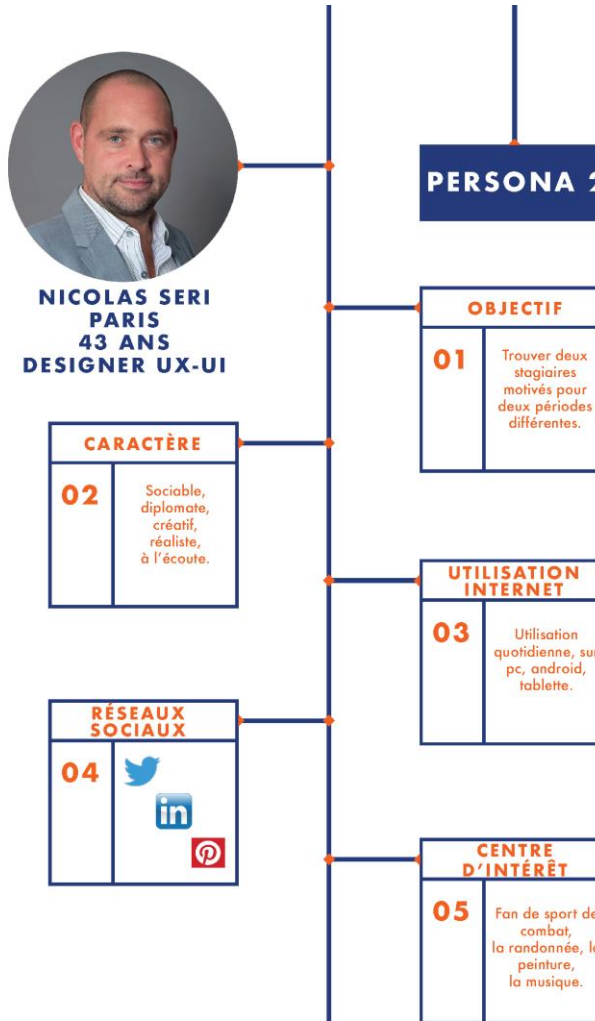 PERSONA 2
NICOLAS SERI
PARIS
43 ANS
DESIGNER UX-UI
OBJECTIF
01
Trouver deux
stagiaires
motivés pour
deux périodes
différentes.
CARACTÈRE
02
Sociable,
diplomate,
créatif,
réaliste,
à l'écoute.
UTILISATION
INTERNET
03
Utilisation
quotidienne, sur
pc, android,
tablette.
RÉSEAUX
SOCIAUX
04
in
CENTRE
D'INTÉRÊT
05
Fan de sport de
combat,
la randonnée, la
peinture,
la musique.